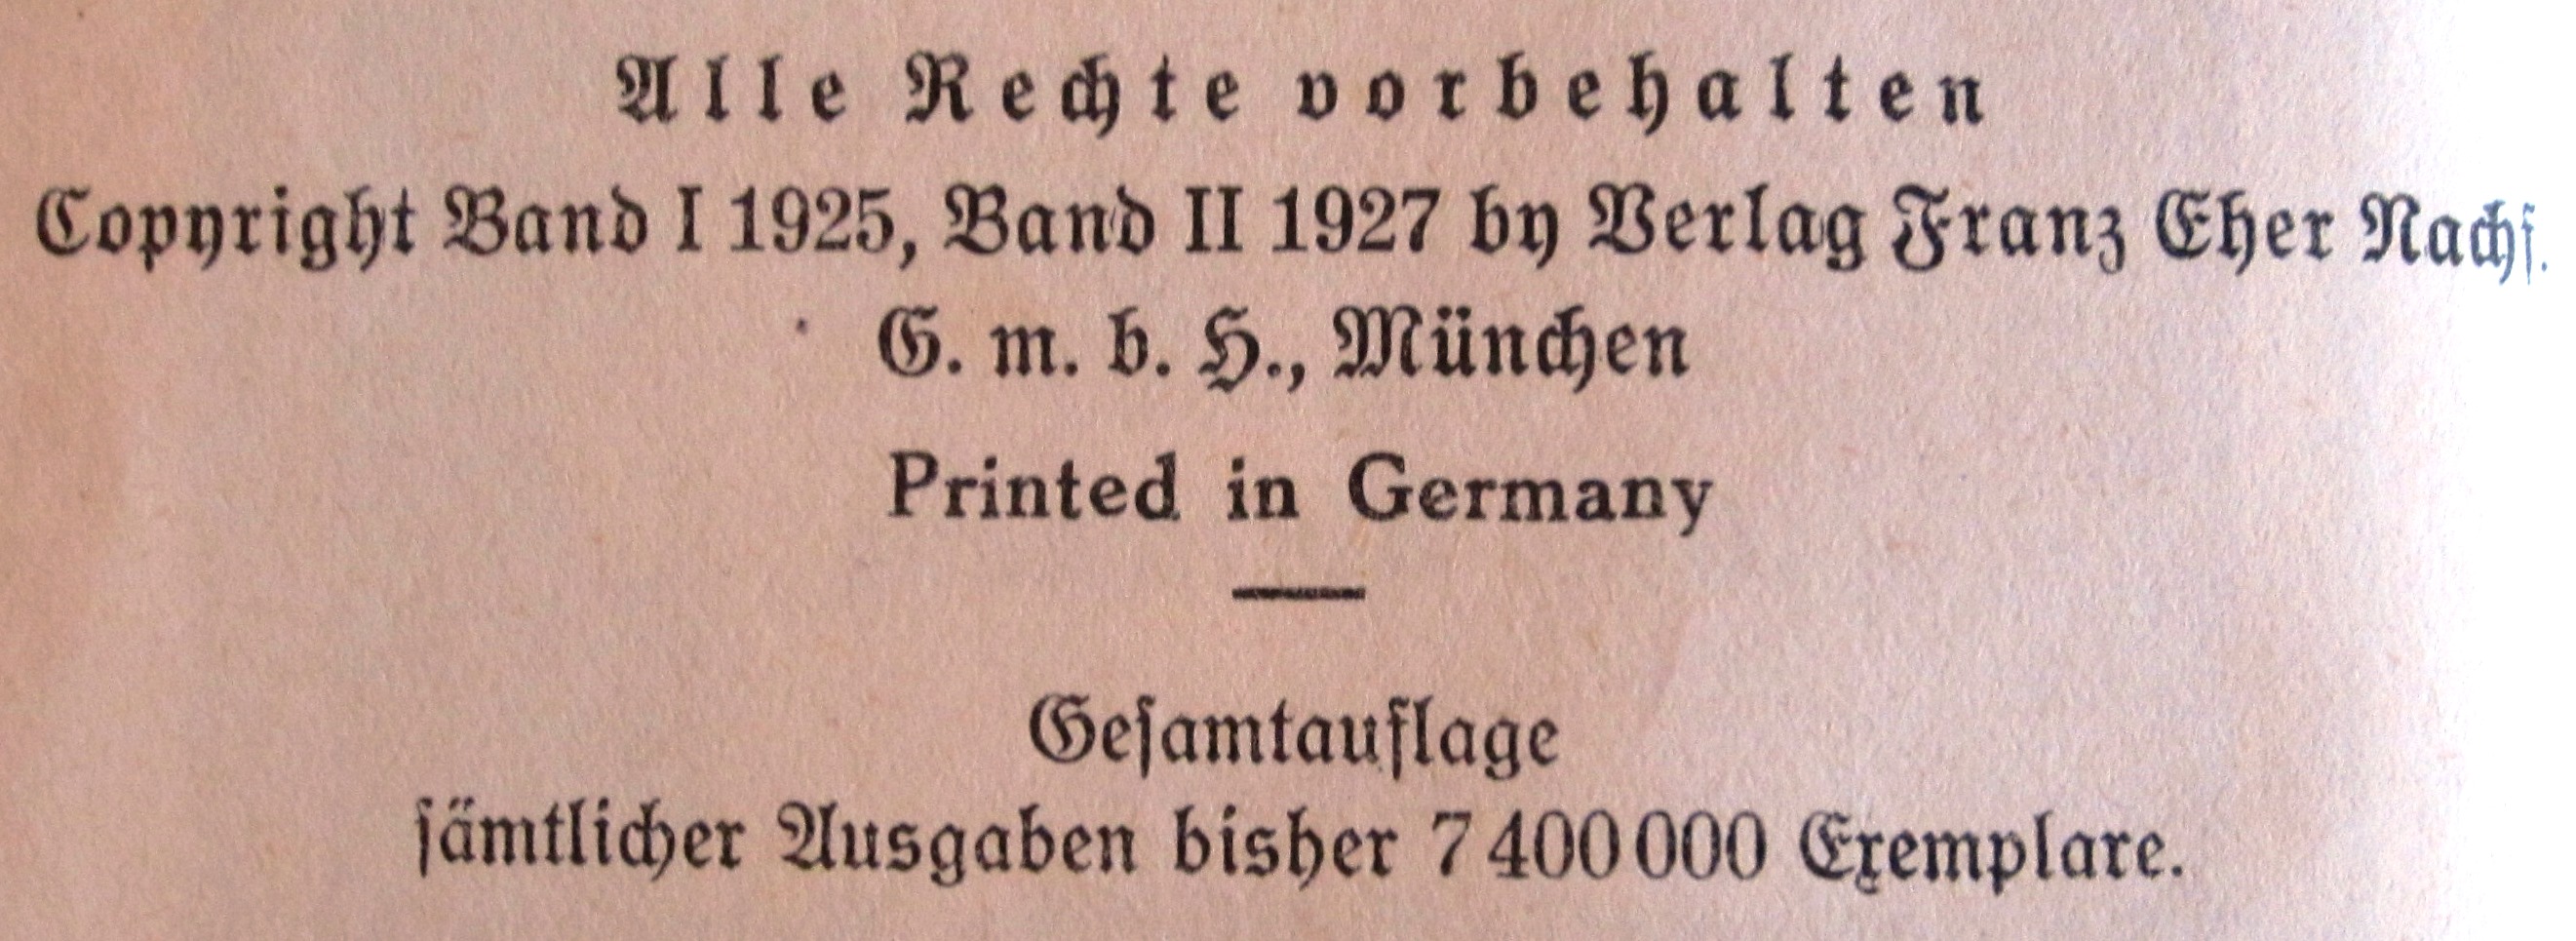 Alle Rechte vorbehalten
Copyright Band I 1925, Band II 1927 by Verlag Franz Eher Nachf.
G. m. b. H., München
Printed in Germany
Geſamtauflage
ſämtlicher Ausgaben bisher 7 400 000 Exemplare.